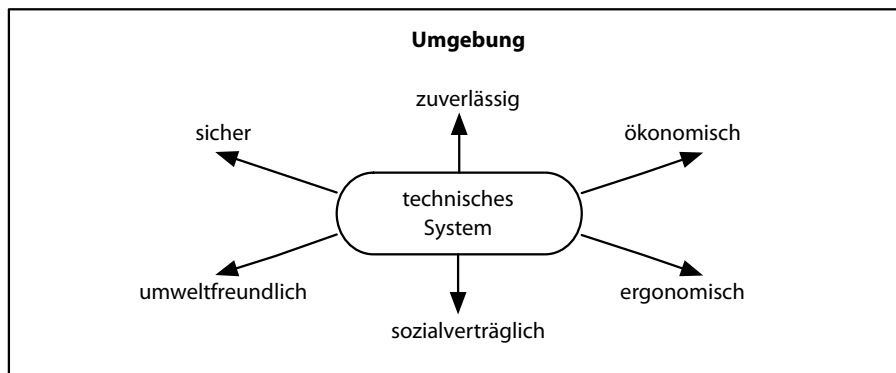 Umgebung
zuverlässig
sicher
ökonomisch
technisches
System
umweltfreundlich
ergonomisch
sozialverträglich